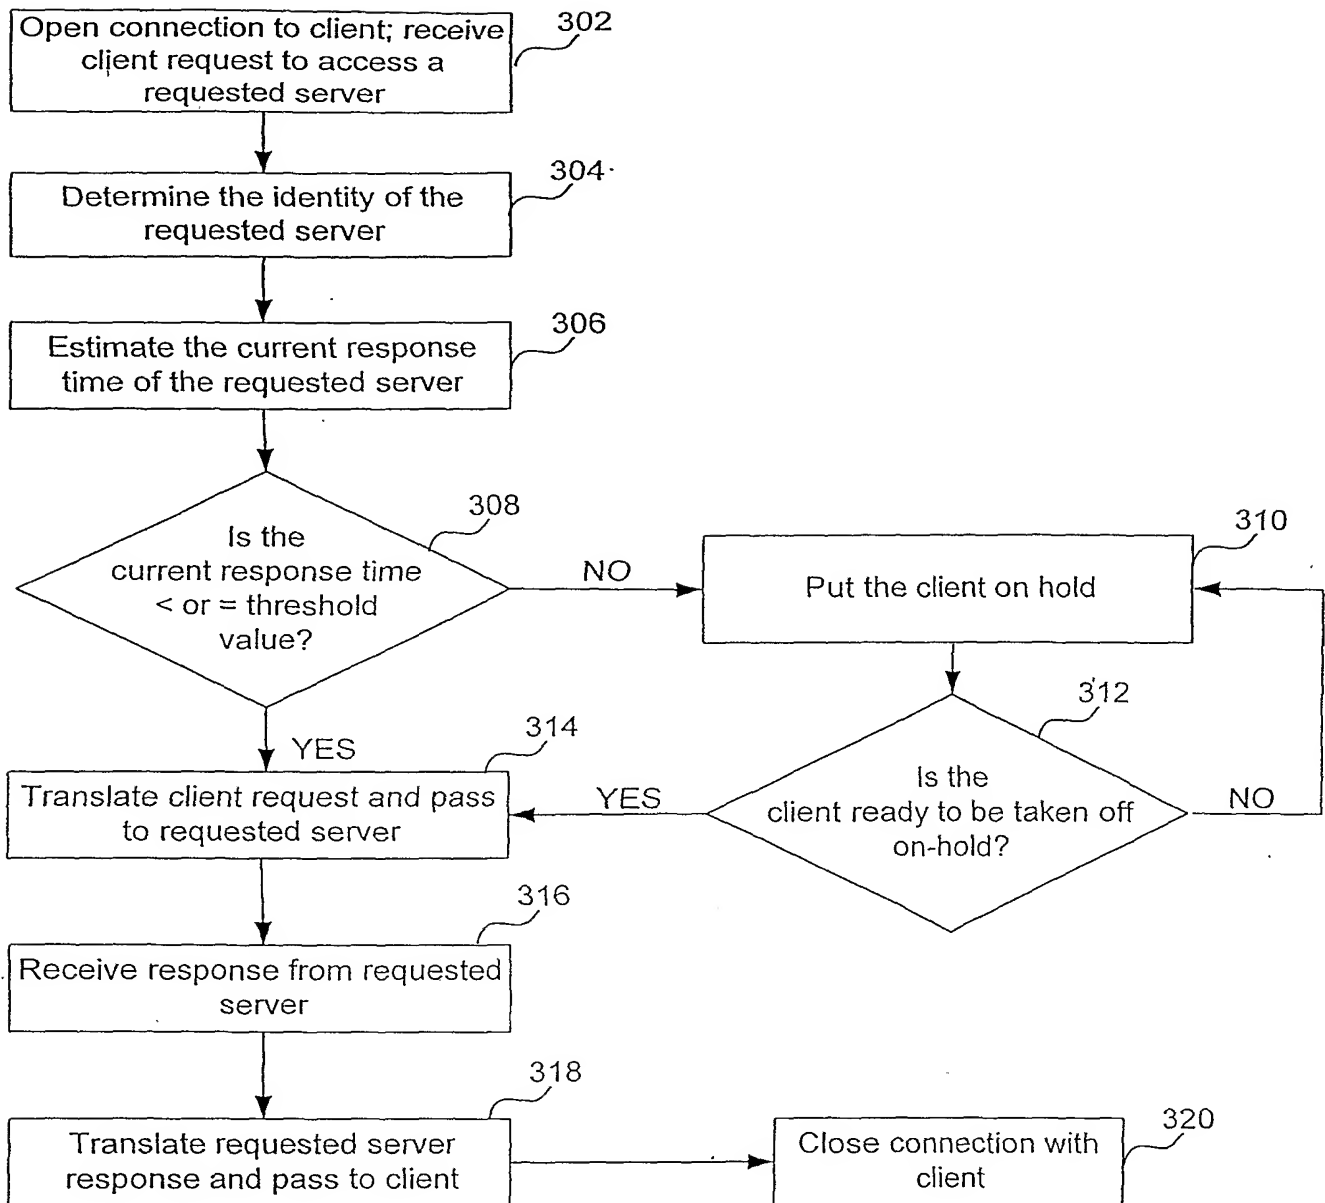 Open connection to client; receive
client request to access a
requested server
302
304
Determine the identity of the
requested server
306
Estimate the current response
time of the requested server
308
Is the
current response time
< or = threshold
value?
NO
310
Put the client on hold
312
Is the
client ready to be taken off
on-hold?
NO
YES
YES
314
Translate client request and pass
to requested server
316
Receive response from requested
server
318
Translate requested server
response and pass to client
320
Close connection with
client